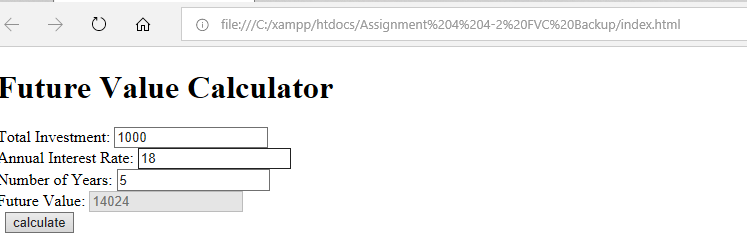 file:///C:/xampp/htdocs/Assignment%204%204-2%20FVC%20Backup/index.html
Future Value Calculator
Total Investment: 1000
Annual Interest Rate: 18
Number of Years: 5
Future Value: 14024
calculate